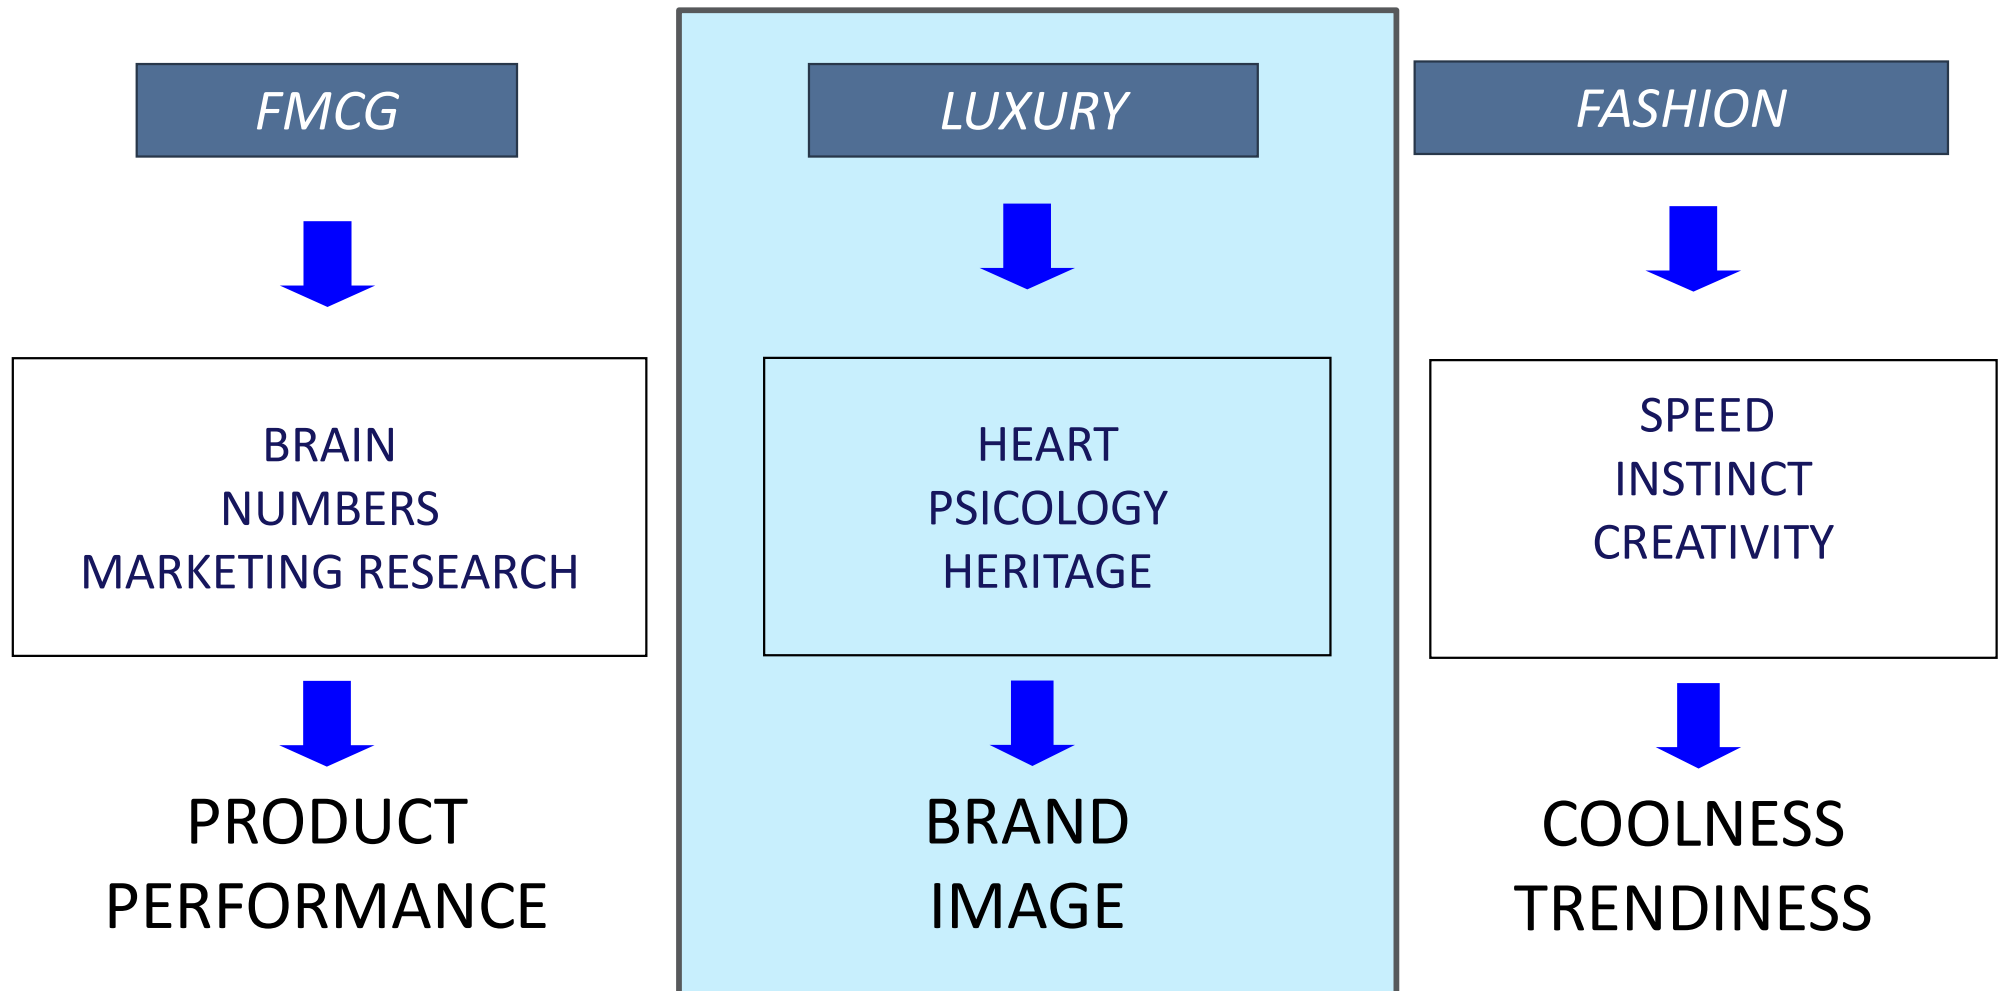 FMCG
BRAIN
NUMBERS
MARKETING RESEARCH
PRODUCT
PERFORMANCE
LUXURY
HEART
PSICOLOGY
HERITAGE
BRAND
IMAGE
FASHION
SPEED
INSTINCT
CREATIVITY
COOLNESS
TRENDINESS